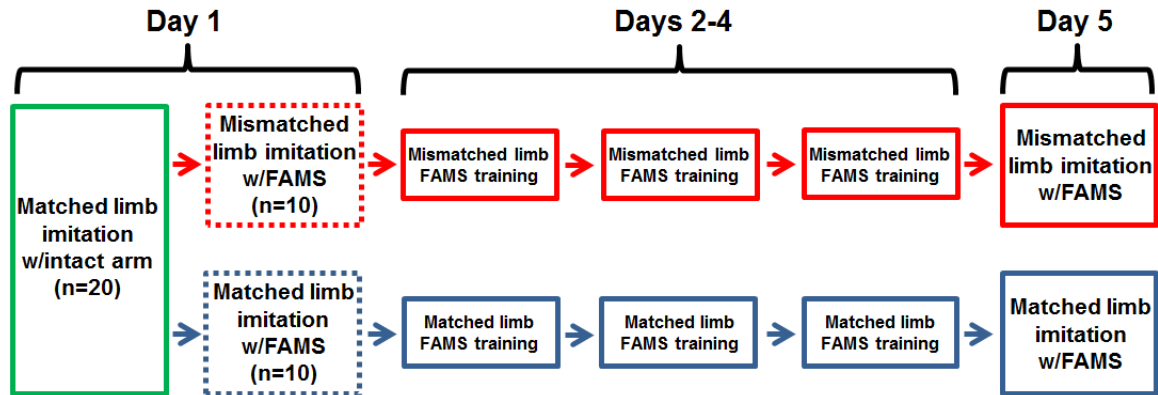 Day 1
Days 2-4
Day 5
Matched limb
imitation
w/intact arm
(n=20)
Mismatched
limb imitation
w/FAMS
(n=10)
Mismatched limb
FAMS training
Mismatched limb
FAMS training
Mismatched limb
FAMS training
Mismatched
limb imitation
w/FAMS
Matched limb
imitation
w/FAMS
(n=10)
Matched limb
FAMS training
Matched limb
FAMS training
Matched limb
FAMS training
Matched limb
imitation
w/FAMS